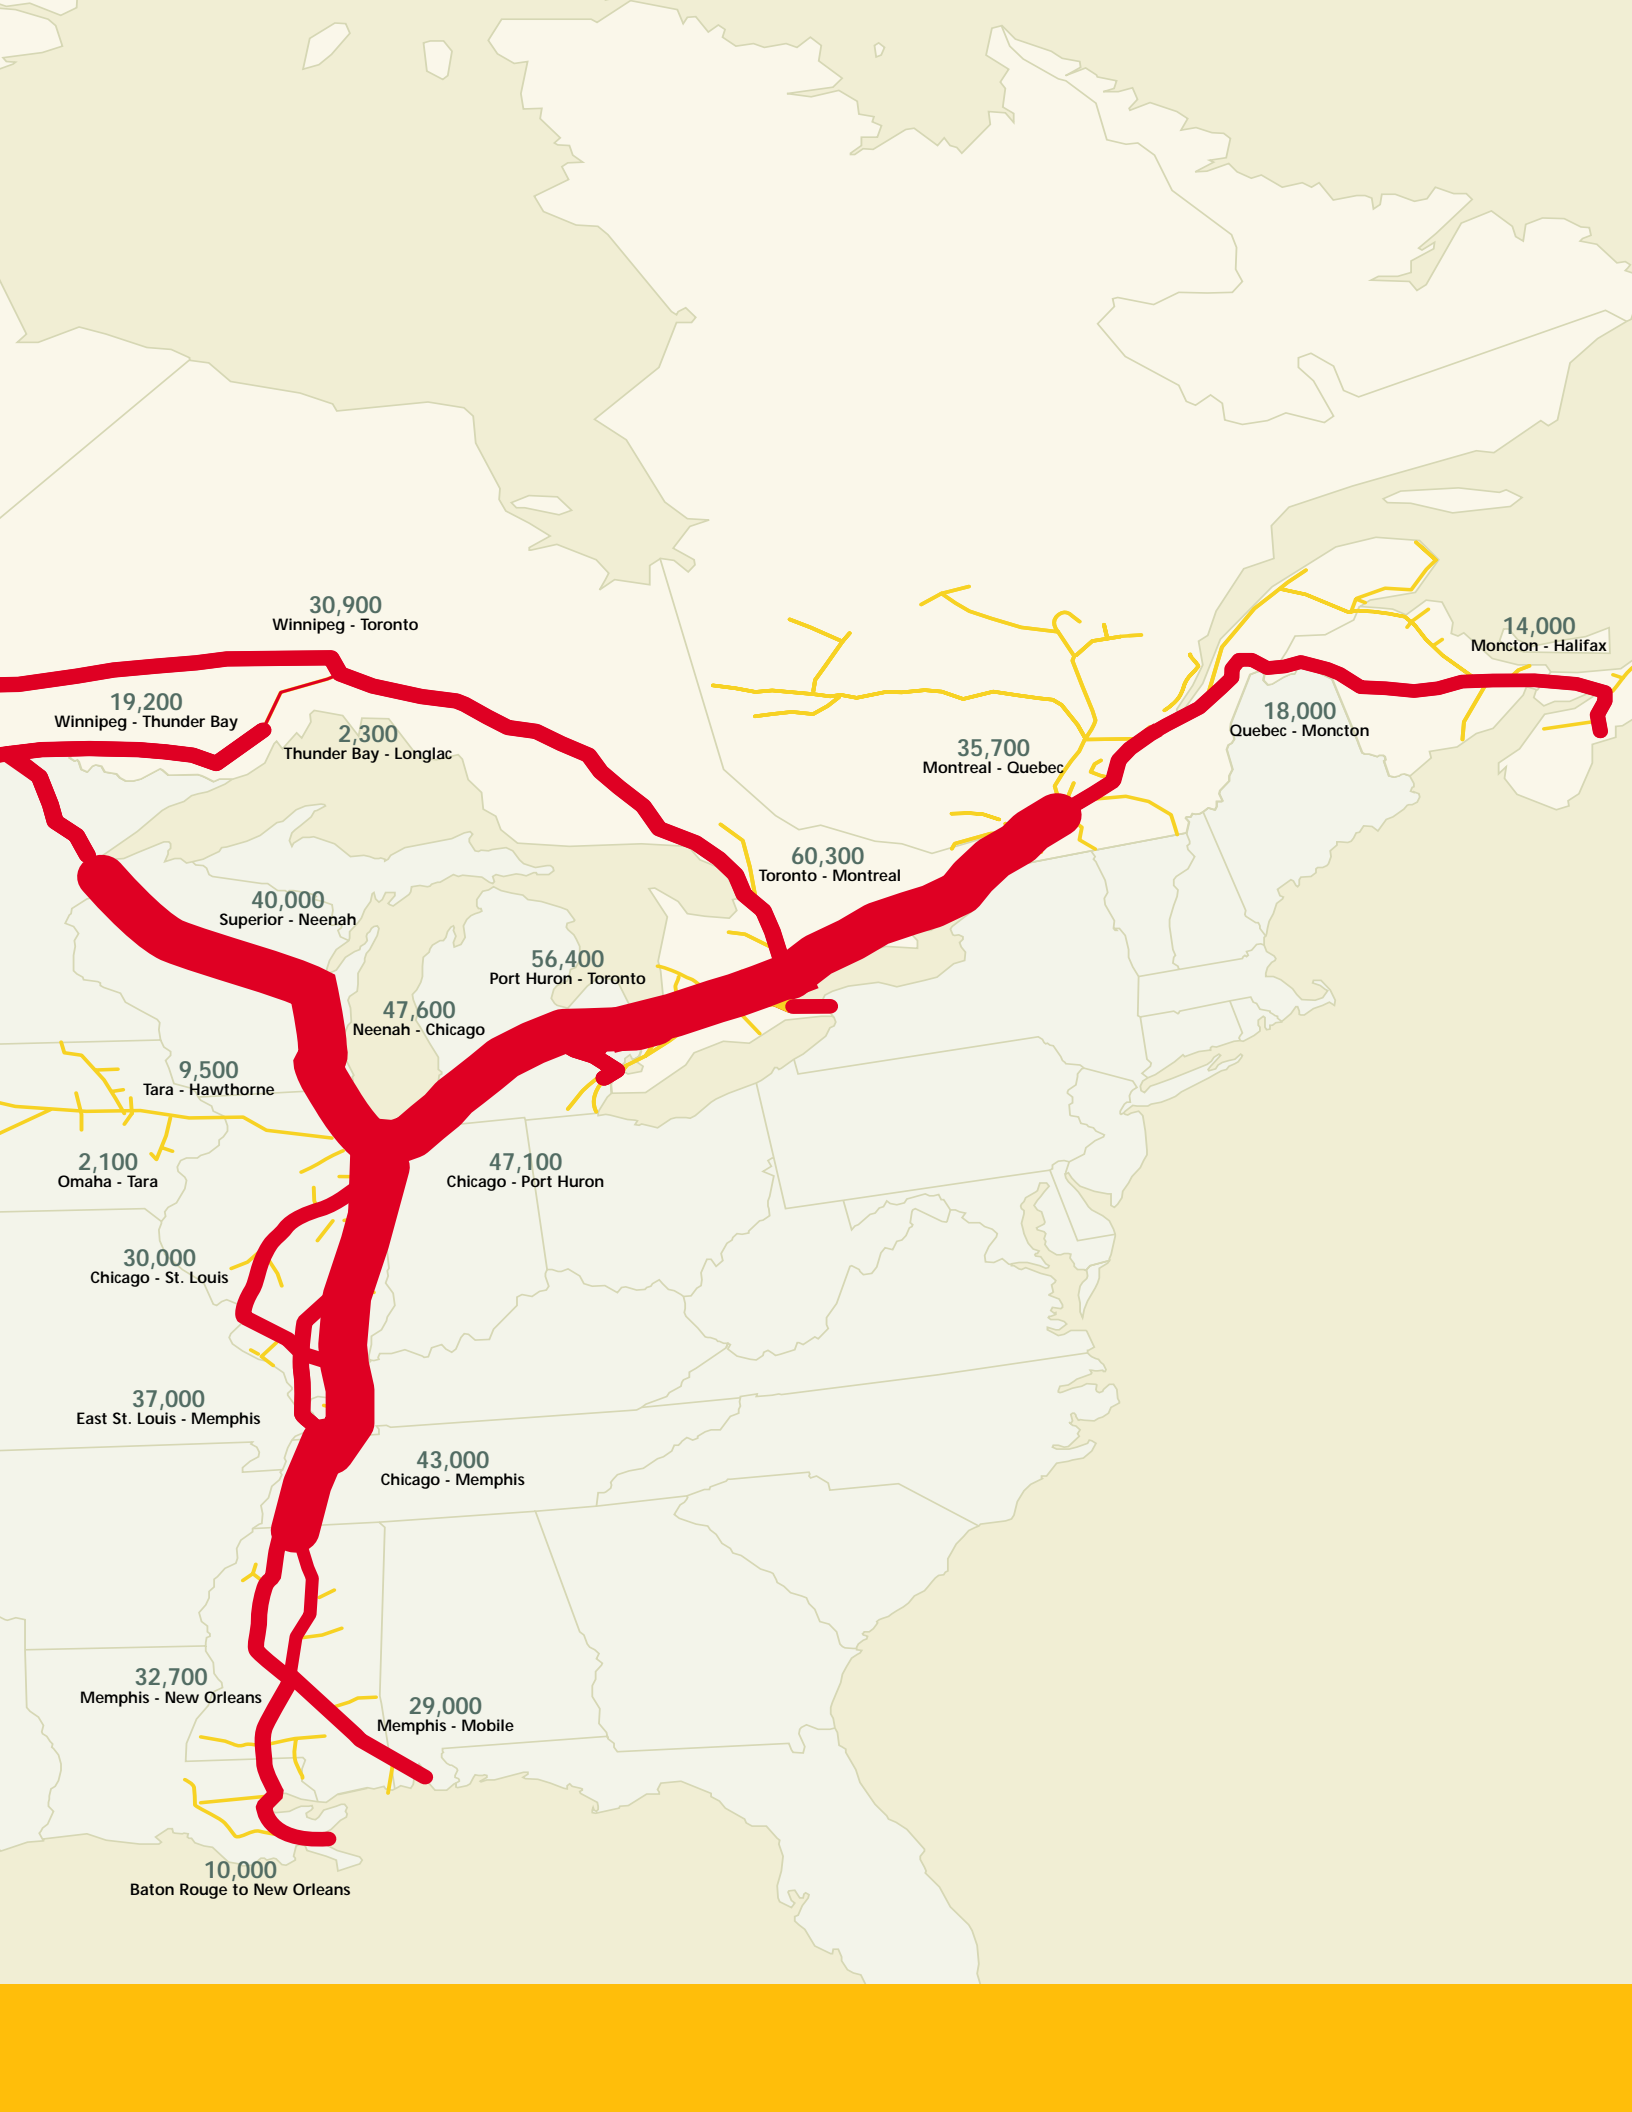 30,900
Winnipeg - Toronto
14,000
Moncton - Halifax
19,200
Winnipeg - Thunder Bay
18,000
Quebec - Moncton
2,300
Thunder Bay - Longlac
35,700
Montreal - Quebec
60,300
Toronto - Montreal
40,000
Superior - Neenah
56,400
Port Huron - Toronto
47,600
Neenah - Chicago
9,500
Tara - Hawthorne
2,100
Omaha - Tara
47,100
Chicago - Port Huron
30,000
Chicago - St. Louis
37,000
East St. Louis - Memphis
43,000
Chicago - Memphis
32,700
Memphis - New Orleans
29,000
Memphis - Mobile
10,000
Baton Rouge to New Orleans